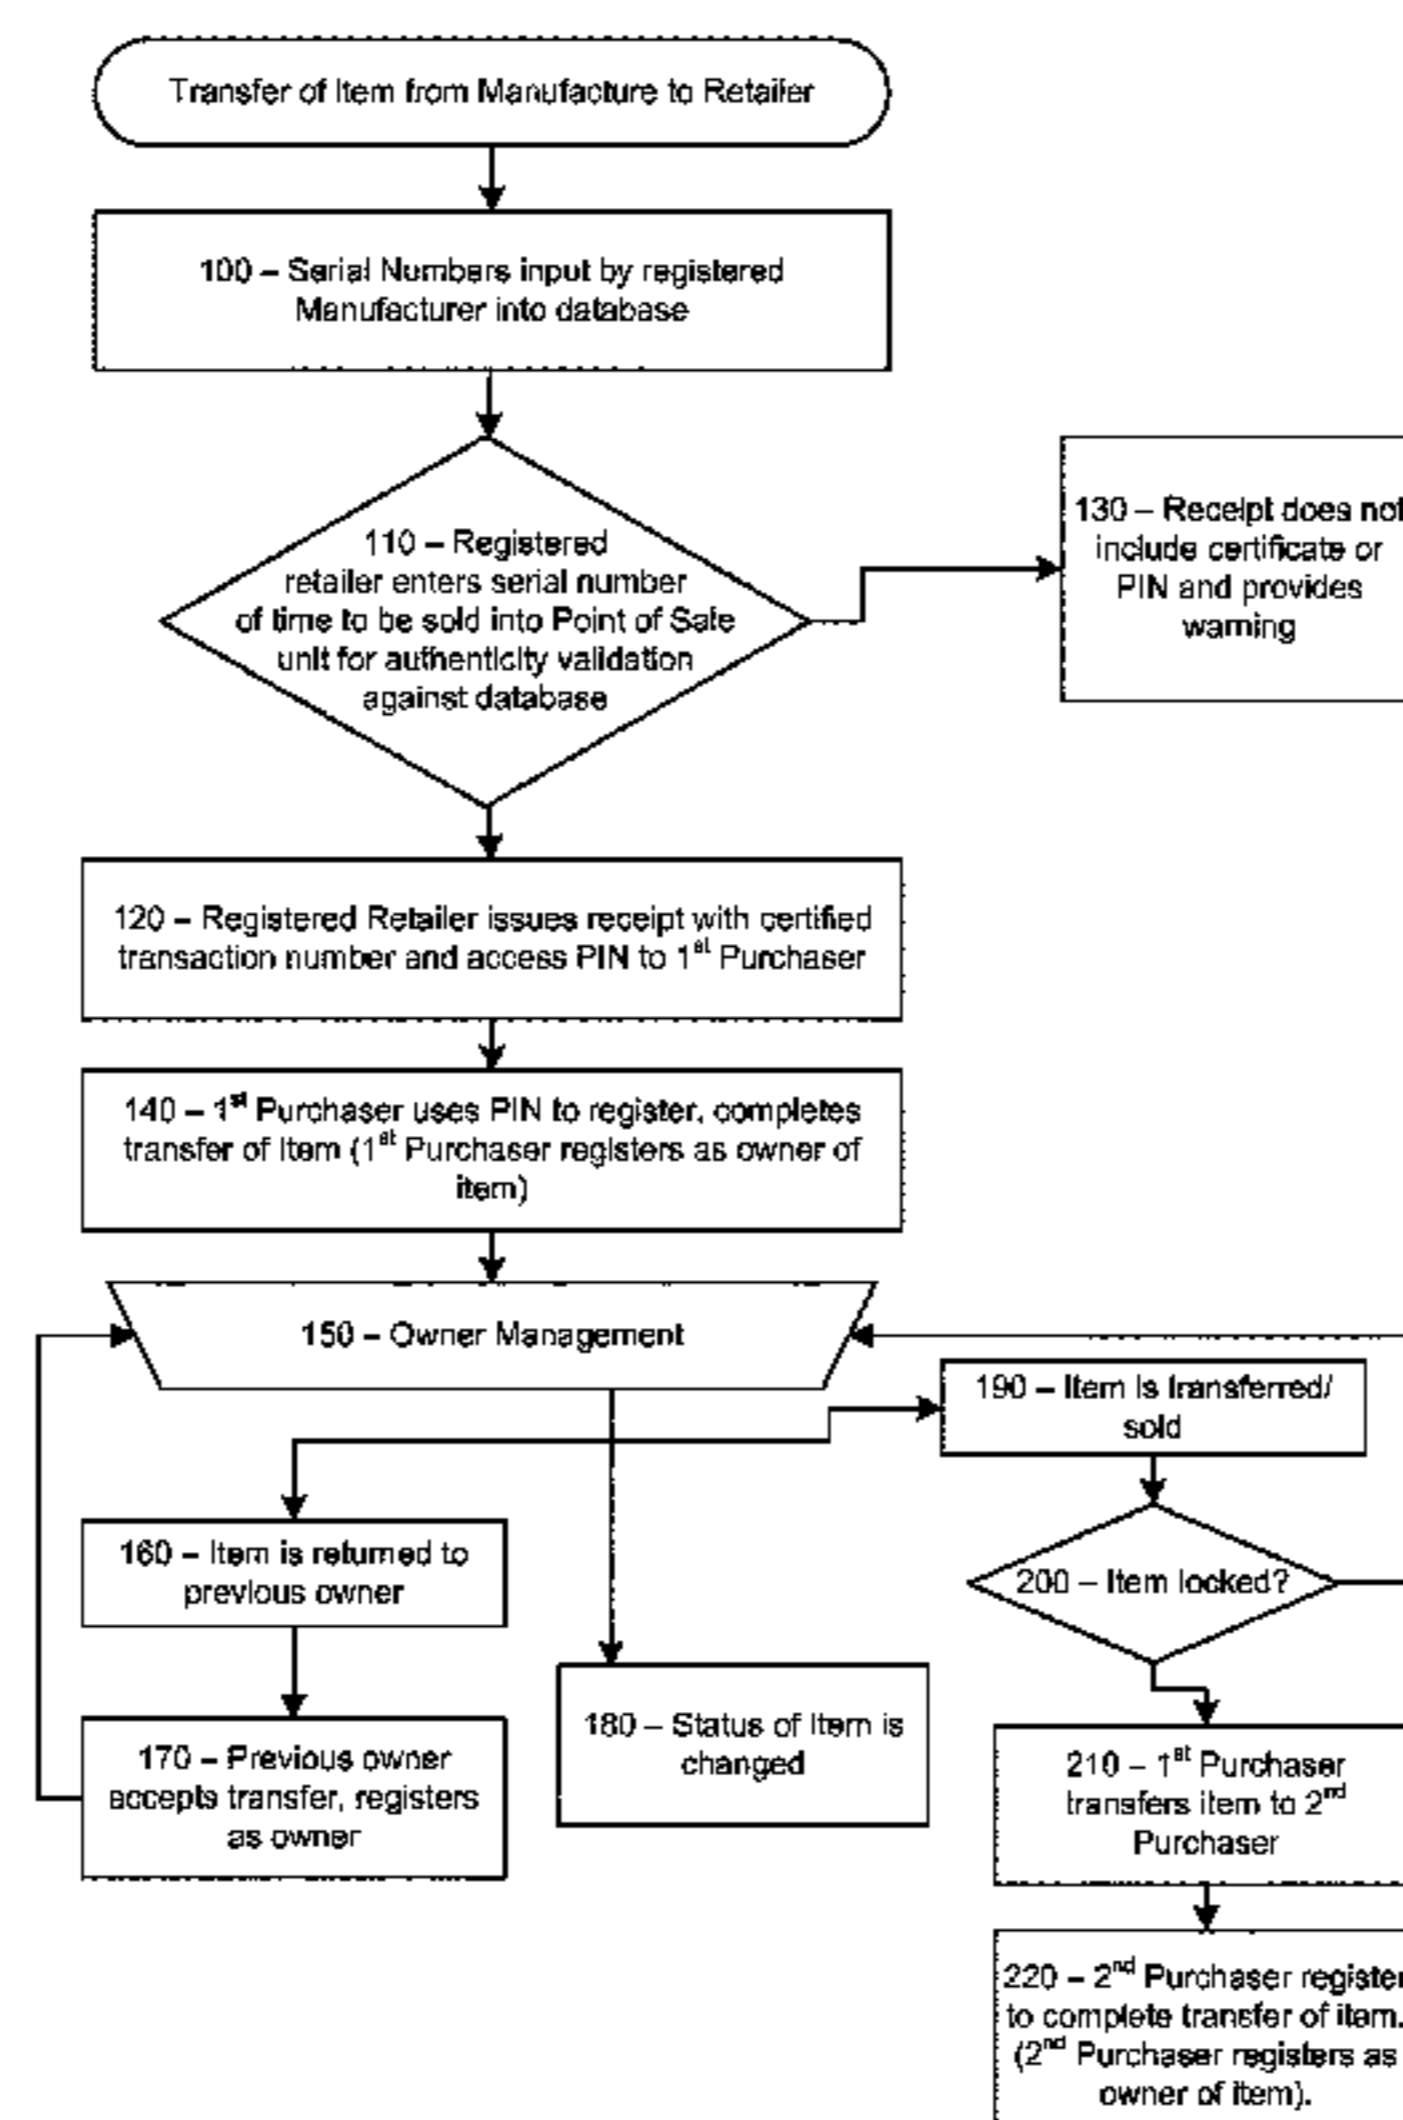 Transfer of Item from Manufacture to Retailer
100 – Serial Numbers input by registered
Manufacturer into database
110 – Registered
retailer enters serial number
of time to be sold into Point of Sale
unit for authenticity validation
against database
130 – Receipt does not
include certificate or
PIN and provides
warning
120 – Registered Retailer issues receipt with certified
transaction number and access PIN to 1st Purchaser
140 – 1st Purchaser uses PIN to register, completes
transfer of Item (1st Purchaser registers as owner of
item)
150 – Owner Management
190 – Item is transferred/
sold
160 – Item is returned to
previous owner
200 – Item locked?
180 – Status of Item is
changed
170 – Previous owner
accepts transfer, registers
as owner
210 – 1st Purchaser
transfers item to 2nd
Purchaser
220 – 2nd Purchaser register
to complete transfer of item.
(2nd Purchaser registers as
owner of item).